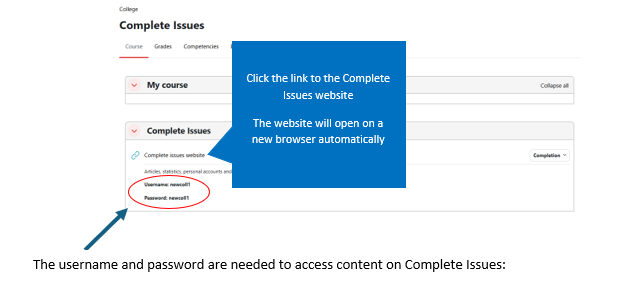 College
Complete Issues
Course Grades Competencies
My course
Collapse all
Click the link to the Complete
Issues website
The website will open on a
new browser automatically
Complete Issues
Complete issues website
Completion
Articles, statistics, personal accounts and
Username: newcoll1
Password: newcoll1
The username and password are needed to access content on Complete Issues: